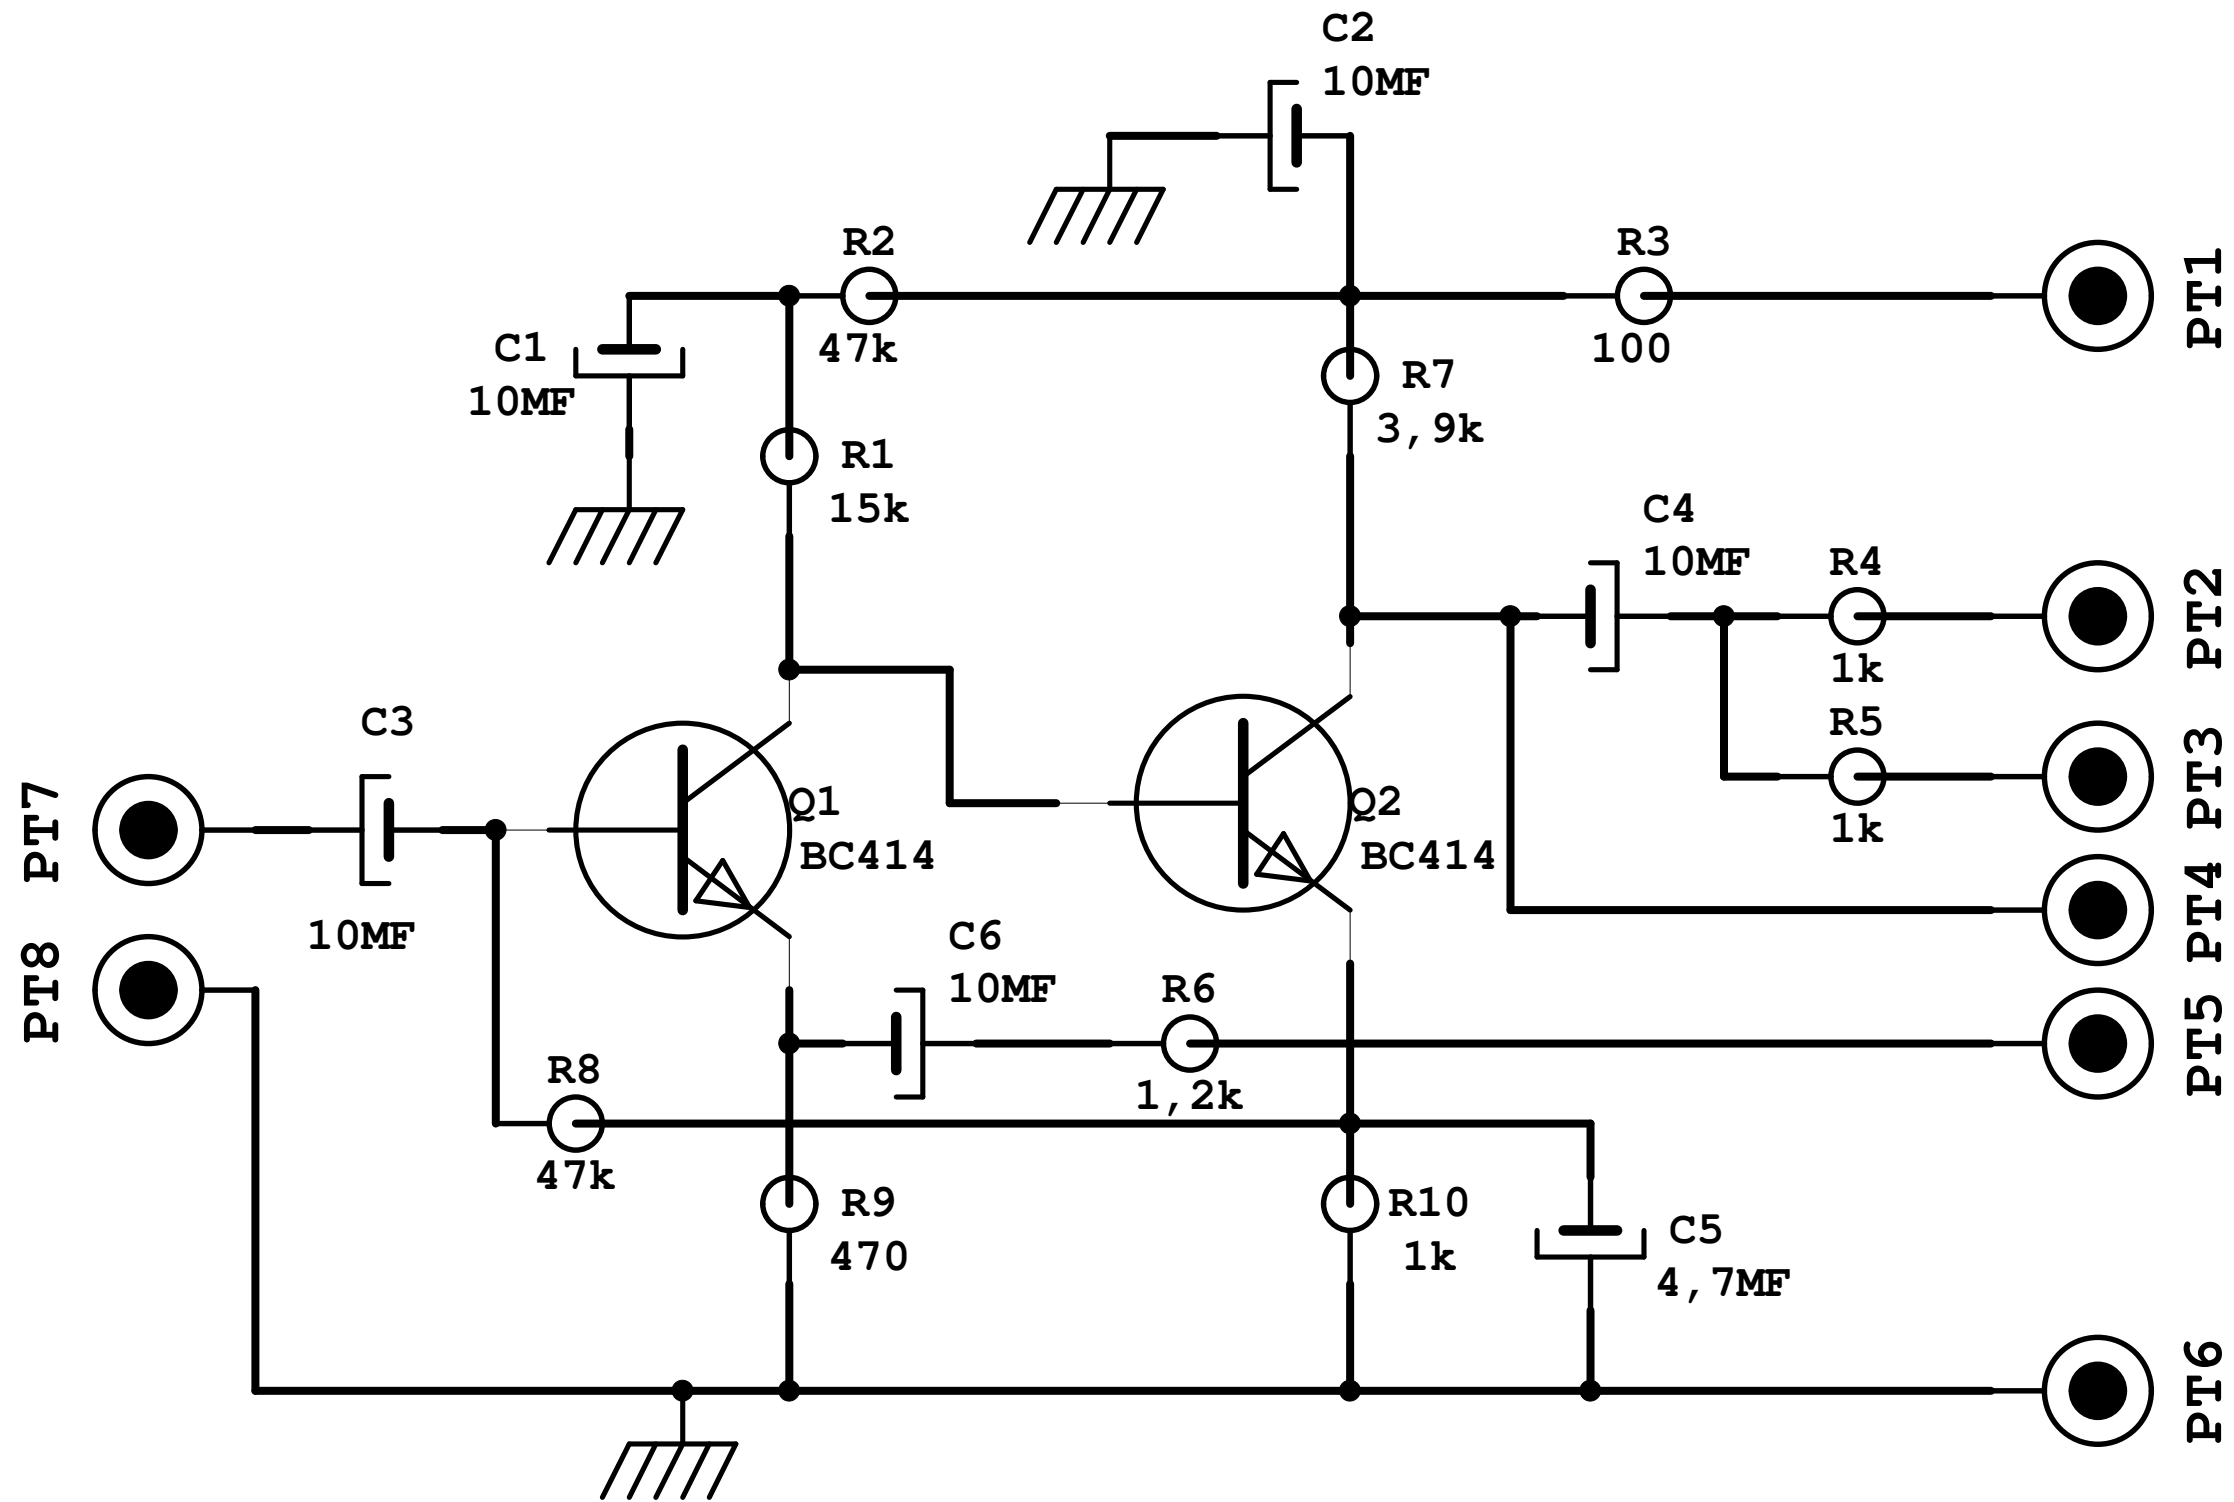 C2
10MF
R2
47k
R3
100
PT1
C1
10MF
R7
3,9k
R1
15k
C4
10MF
R4
1k
PT2
C3
10MF
R5
1k
PT3
PT7
Q1
BC414
Q2
BC414
PT4
PT8
C6
10MF
R6
1,2k
PT5
R8
47k
R9
470
R10
1k
C5
4,7MF
PT6